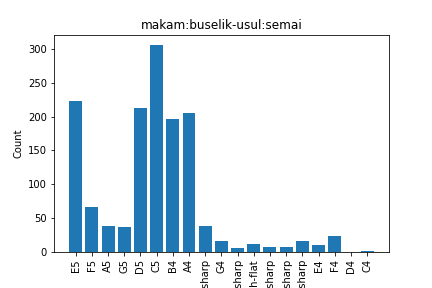 makam:buselik-usul:semai
300
250
200
150
100
50
0
Count
E5
F5
A5
G5
D5
C5
B4
A4
sharp
G4
sharp
h-flat
sharp
sharp
sharp
E4
F4
D4
C4